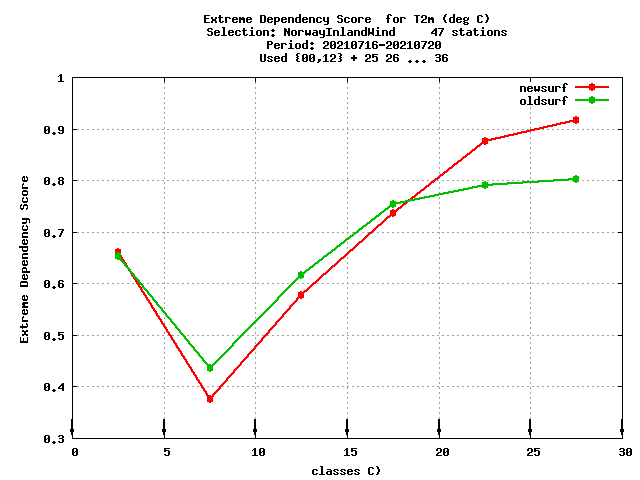 Extreme Dependency Score  for T2m (deg C)
Selection: NorwayInlandWind     47 stations
Period: 20210716-20210720
Used {00,12} + 25 26 ... 36
newsurf
oldsurf
1
0.9
0.8
0.7
0.6
0.5
0.4
0.3
Extreme Dependency Score
0 5 10 15 20 25 30
classes C)